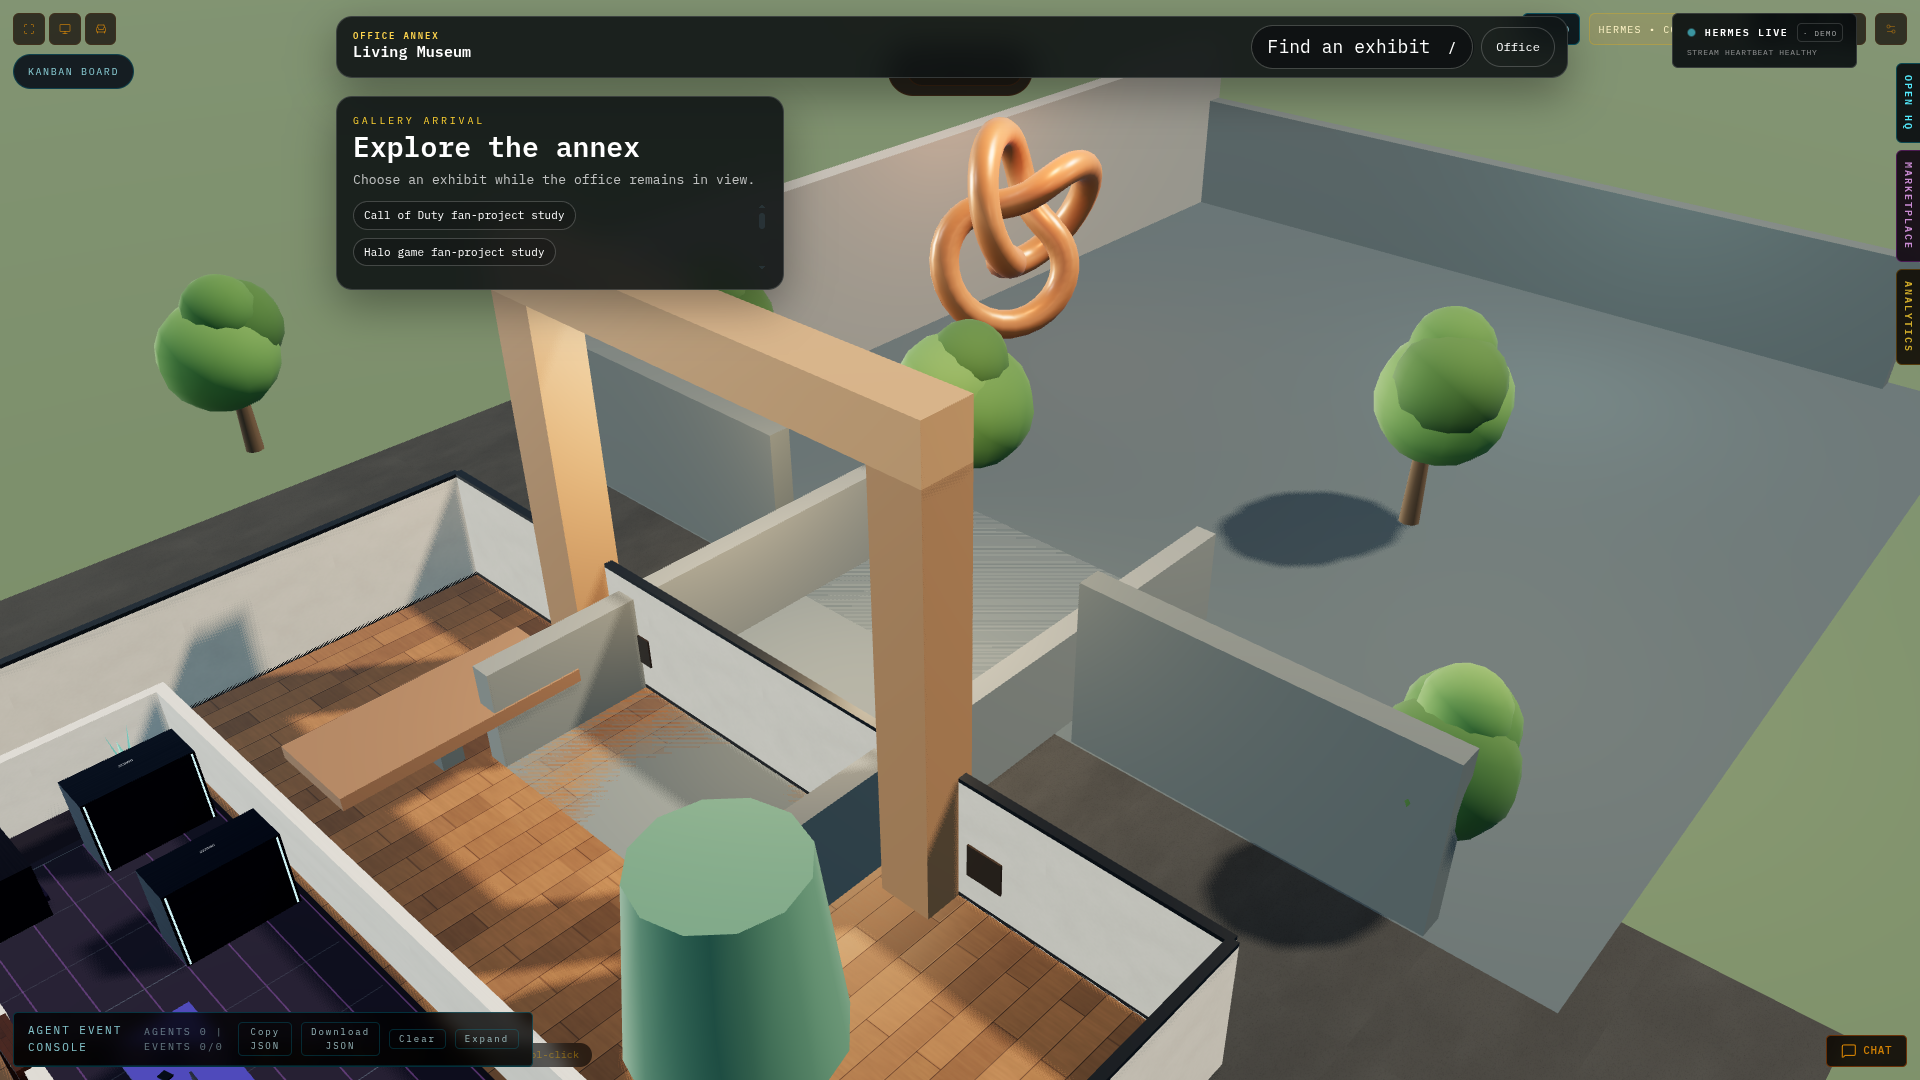 OFFICE ANNEX
Living Museum
Find an exhibit /
Office
HERMES • C
HERMES LIVE
- DEMO
STREAM HEARTBEAT HEALTHY
KANBAN BOARD
OPEN HQ
MARKETPLACE
ANALYTICS
GALLERY ARRIVAL
Explore the annex
Choose an exhibit while the office remains in view.
Call of Duty fan-project study
Halo game fan-project study
AGENT EVENT
CONSOLE
AGENTS 0 |
EVENTS 0/0
Copy
JSON
Download
JSON
Clear
Expand
ol-click
CHAT